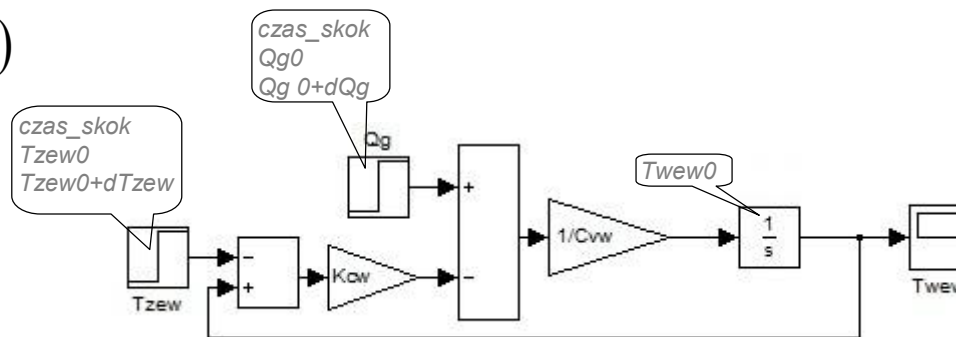 )
czas_skok
Qg0
Qg 0+dQg
czas_skok
Tzew0
Tzew0+dTzew
Qg
Twew0
+
-
1/Cvw
1
s
-
+
Kcw
Tzew
Twew